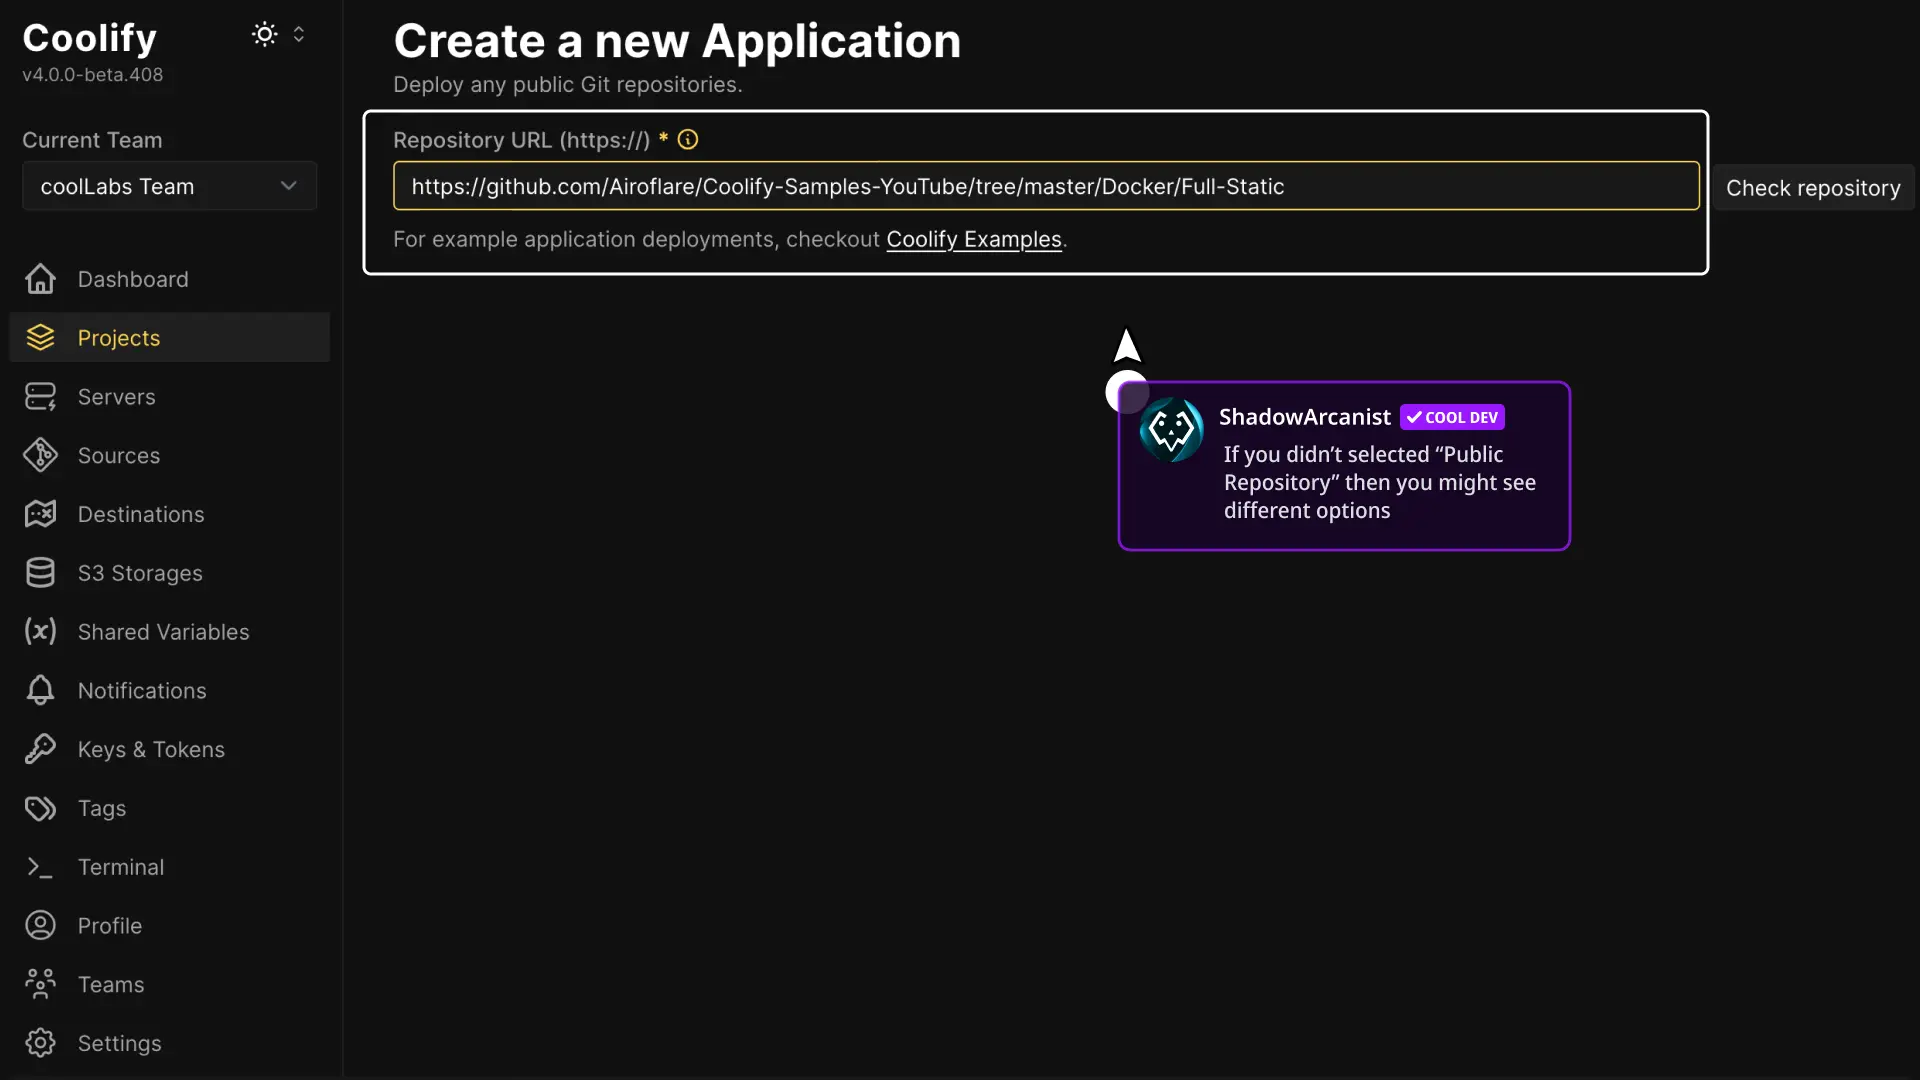 Coolify
v4.0.0-beta.408
Current Team
coolLabs Team
Dashboard
Projects
Servers
Sources
Destinations
S3 Storages
Shared Variables
Notifications
Keys & Tokens
Tags
Terminal
Profile
Teams
Settings
Create a new Application
Deploy any public Git repositories.
Repository URL (https://) *
https://github.com/Airoflare/Coolify-Samples-YouTube/tree/master/Docker/Full-Static
Check repository
For example application deployments, checkout Coolify Examples.
ShadowArcanist COOL DEV
If you didn’t selected “Public
Repository” then you might see
different options